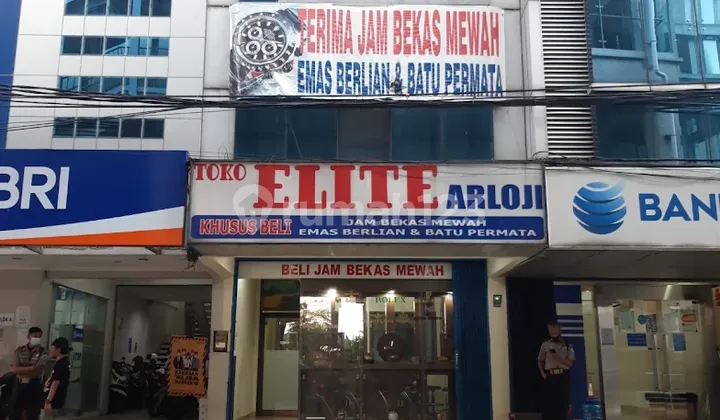 TERIMA JAM BEKAS MEWAH
EMAS BERLIAN & BATU PERMATA
BRI
TOKO ELITE ARLOJI
KHUSUS BELI
JAM BEKAS MEWAH
EMAS BERLIAN & BATU PERMATA
BANK
BELI JAM BEKAS MEWAH
ROLEX